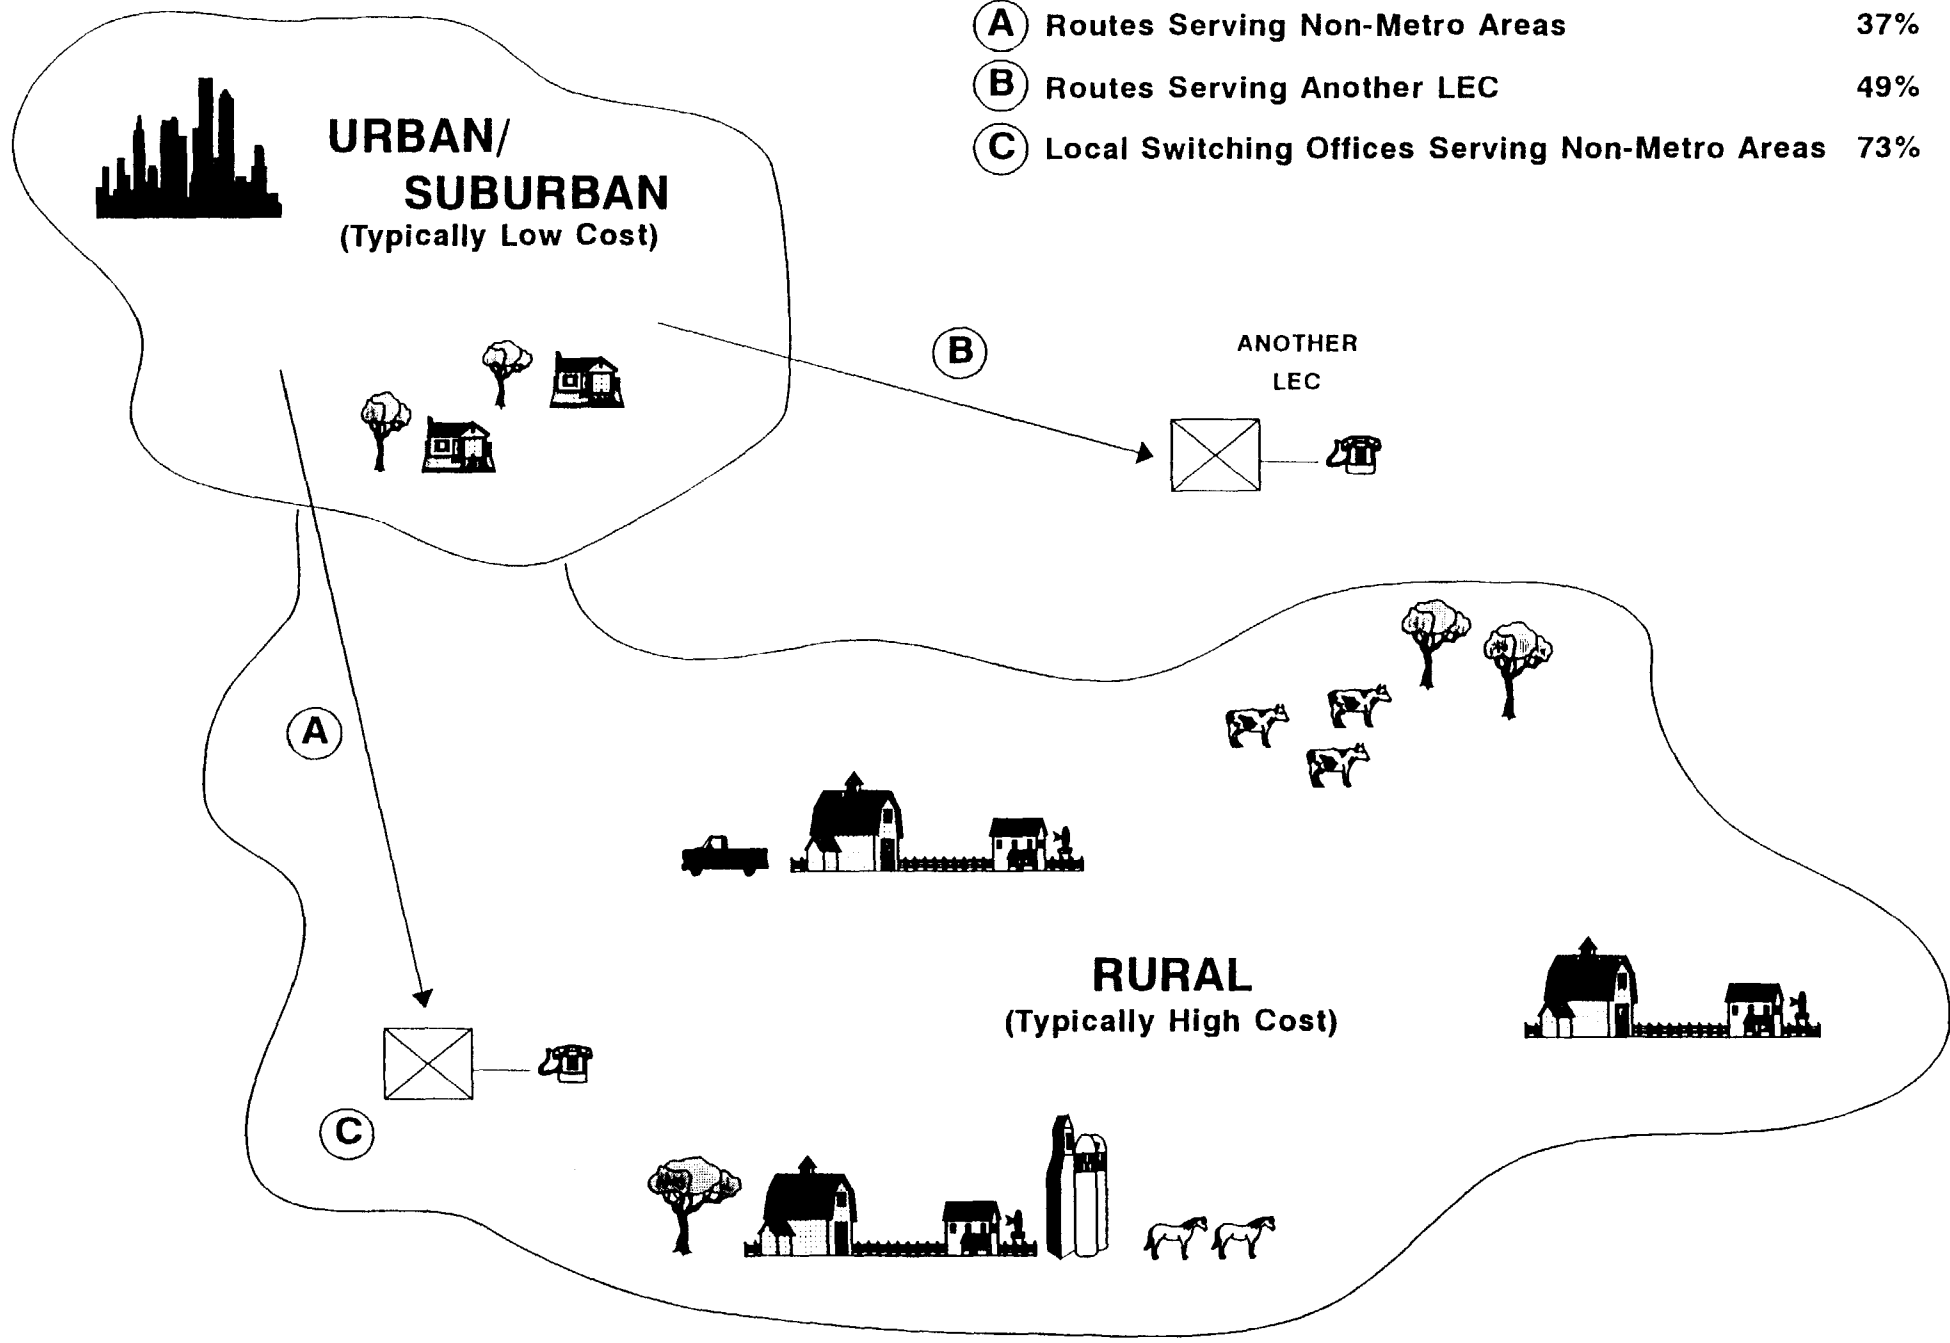 A Routes Serving Non-Metro Areas 37%
B Routes Serving Another LEC 49%
C Local Switching Offices Serving Non-Metro Areas 73%
URBAN/
SUBURBAN
(Typically Low Cost)
B
ANOTHER
LEC
A
RURAL
(Typically High Cost)
C